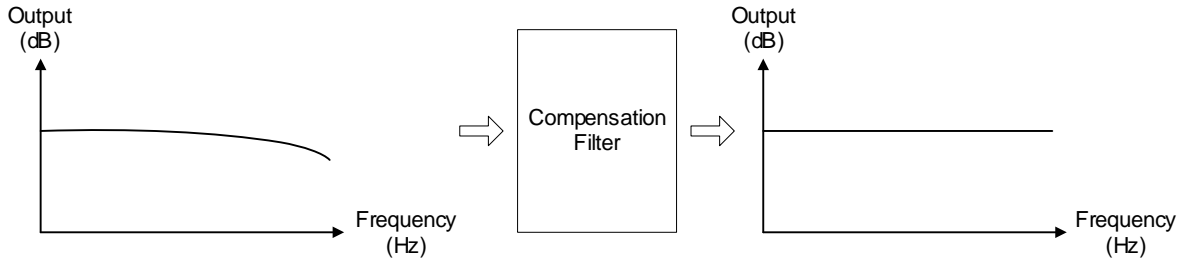 Output
(dB)
Frequency
(Hz)
Compensation
Filter
Output
(dB)
Frequency
(Hz)